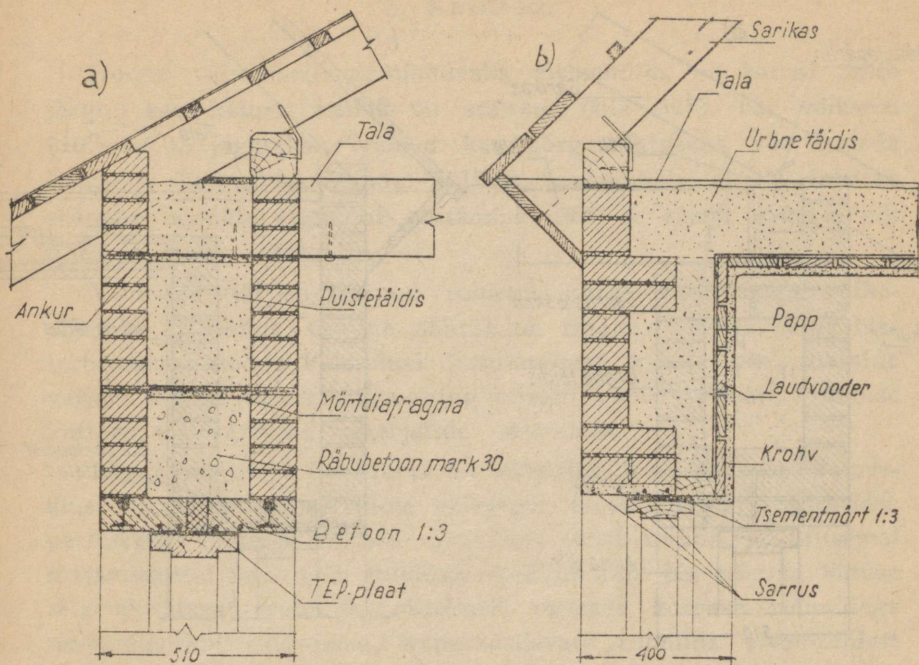 a)
Tala
Ankur
Puistetäidis
Mörtdiafragma
Räbubetoon mark 30
Betoon 1:3
TEP-plaat
510
b)
Sarikas
Tala
Urbne täidis
Papp
Laudvooder
Krohv
Tsementmört 1:3
Sarrus
400